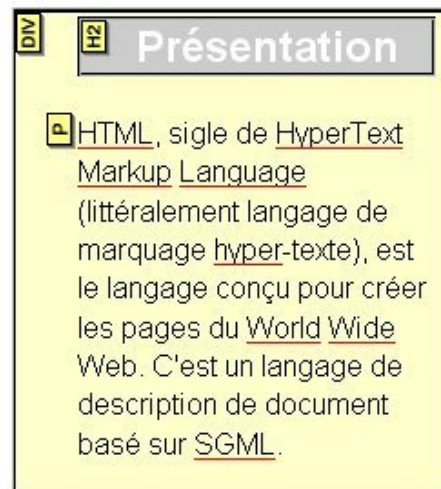 DIV
H2
Présentation
P
HTML, sigle de HyperText
Markup Language
(littéralement langage de
marquage hyper-texte), est
le langage conçu pour créer
les pages du World Wide
Web. C'est un langage de
description de document
basé sur SGML.